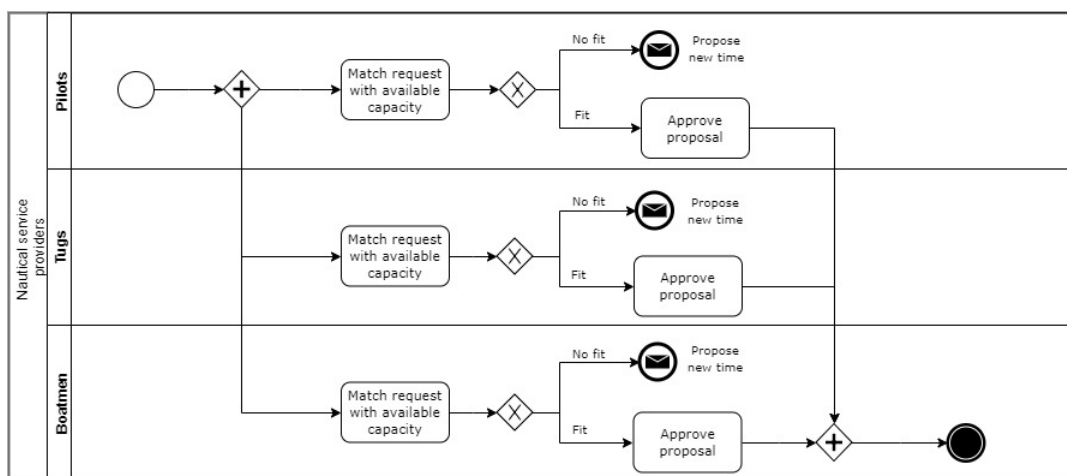 Nautical service
providers
Pilots
Match request
with available
capacity
X
No fit
Propose
new time
Fit
Approve
proposal
Tugs
Match request
with available
capacity
X
No fit
Propose
new time
Fit
Approve
proposal
Boatmen
Match request
with available
capacity
X
No fit
Propose
new time
Fit
Approve
proposal